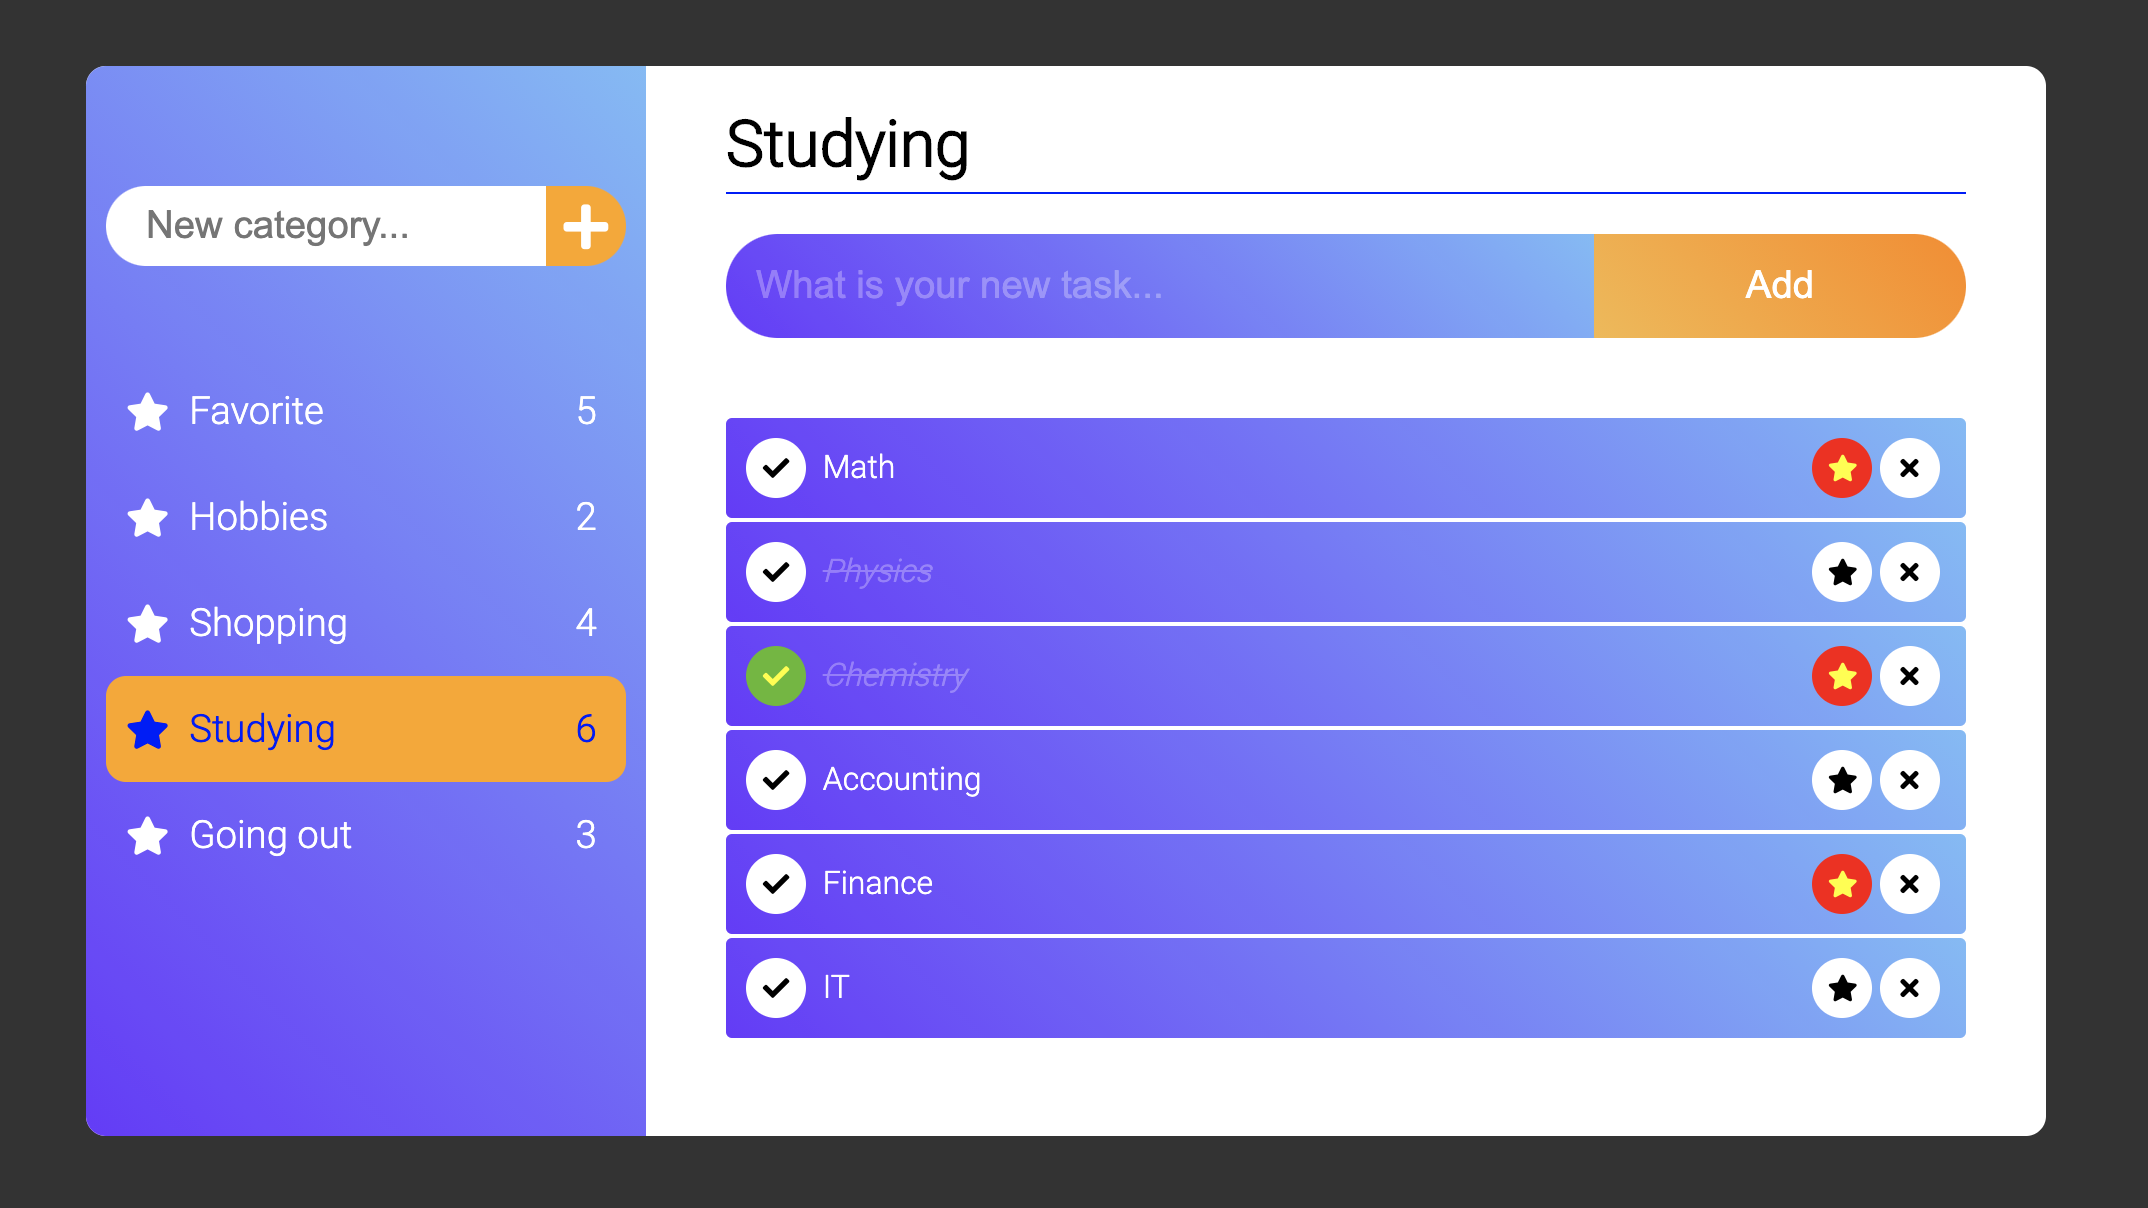 New category...
Favorite 5
Hobbies 2
Shopping 4
Studying 6
Going out 3
Studying
What is your new task... Add
Math
Physics
Chemistry
Accounting
Finance
IT